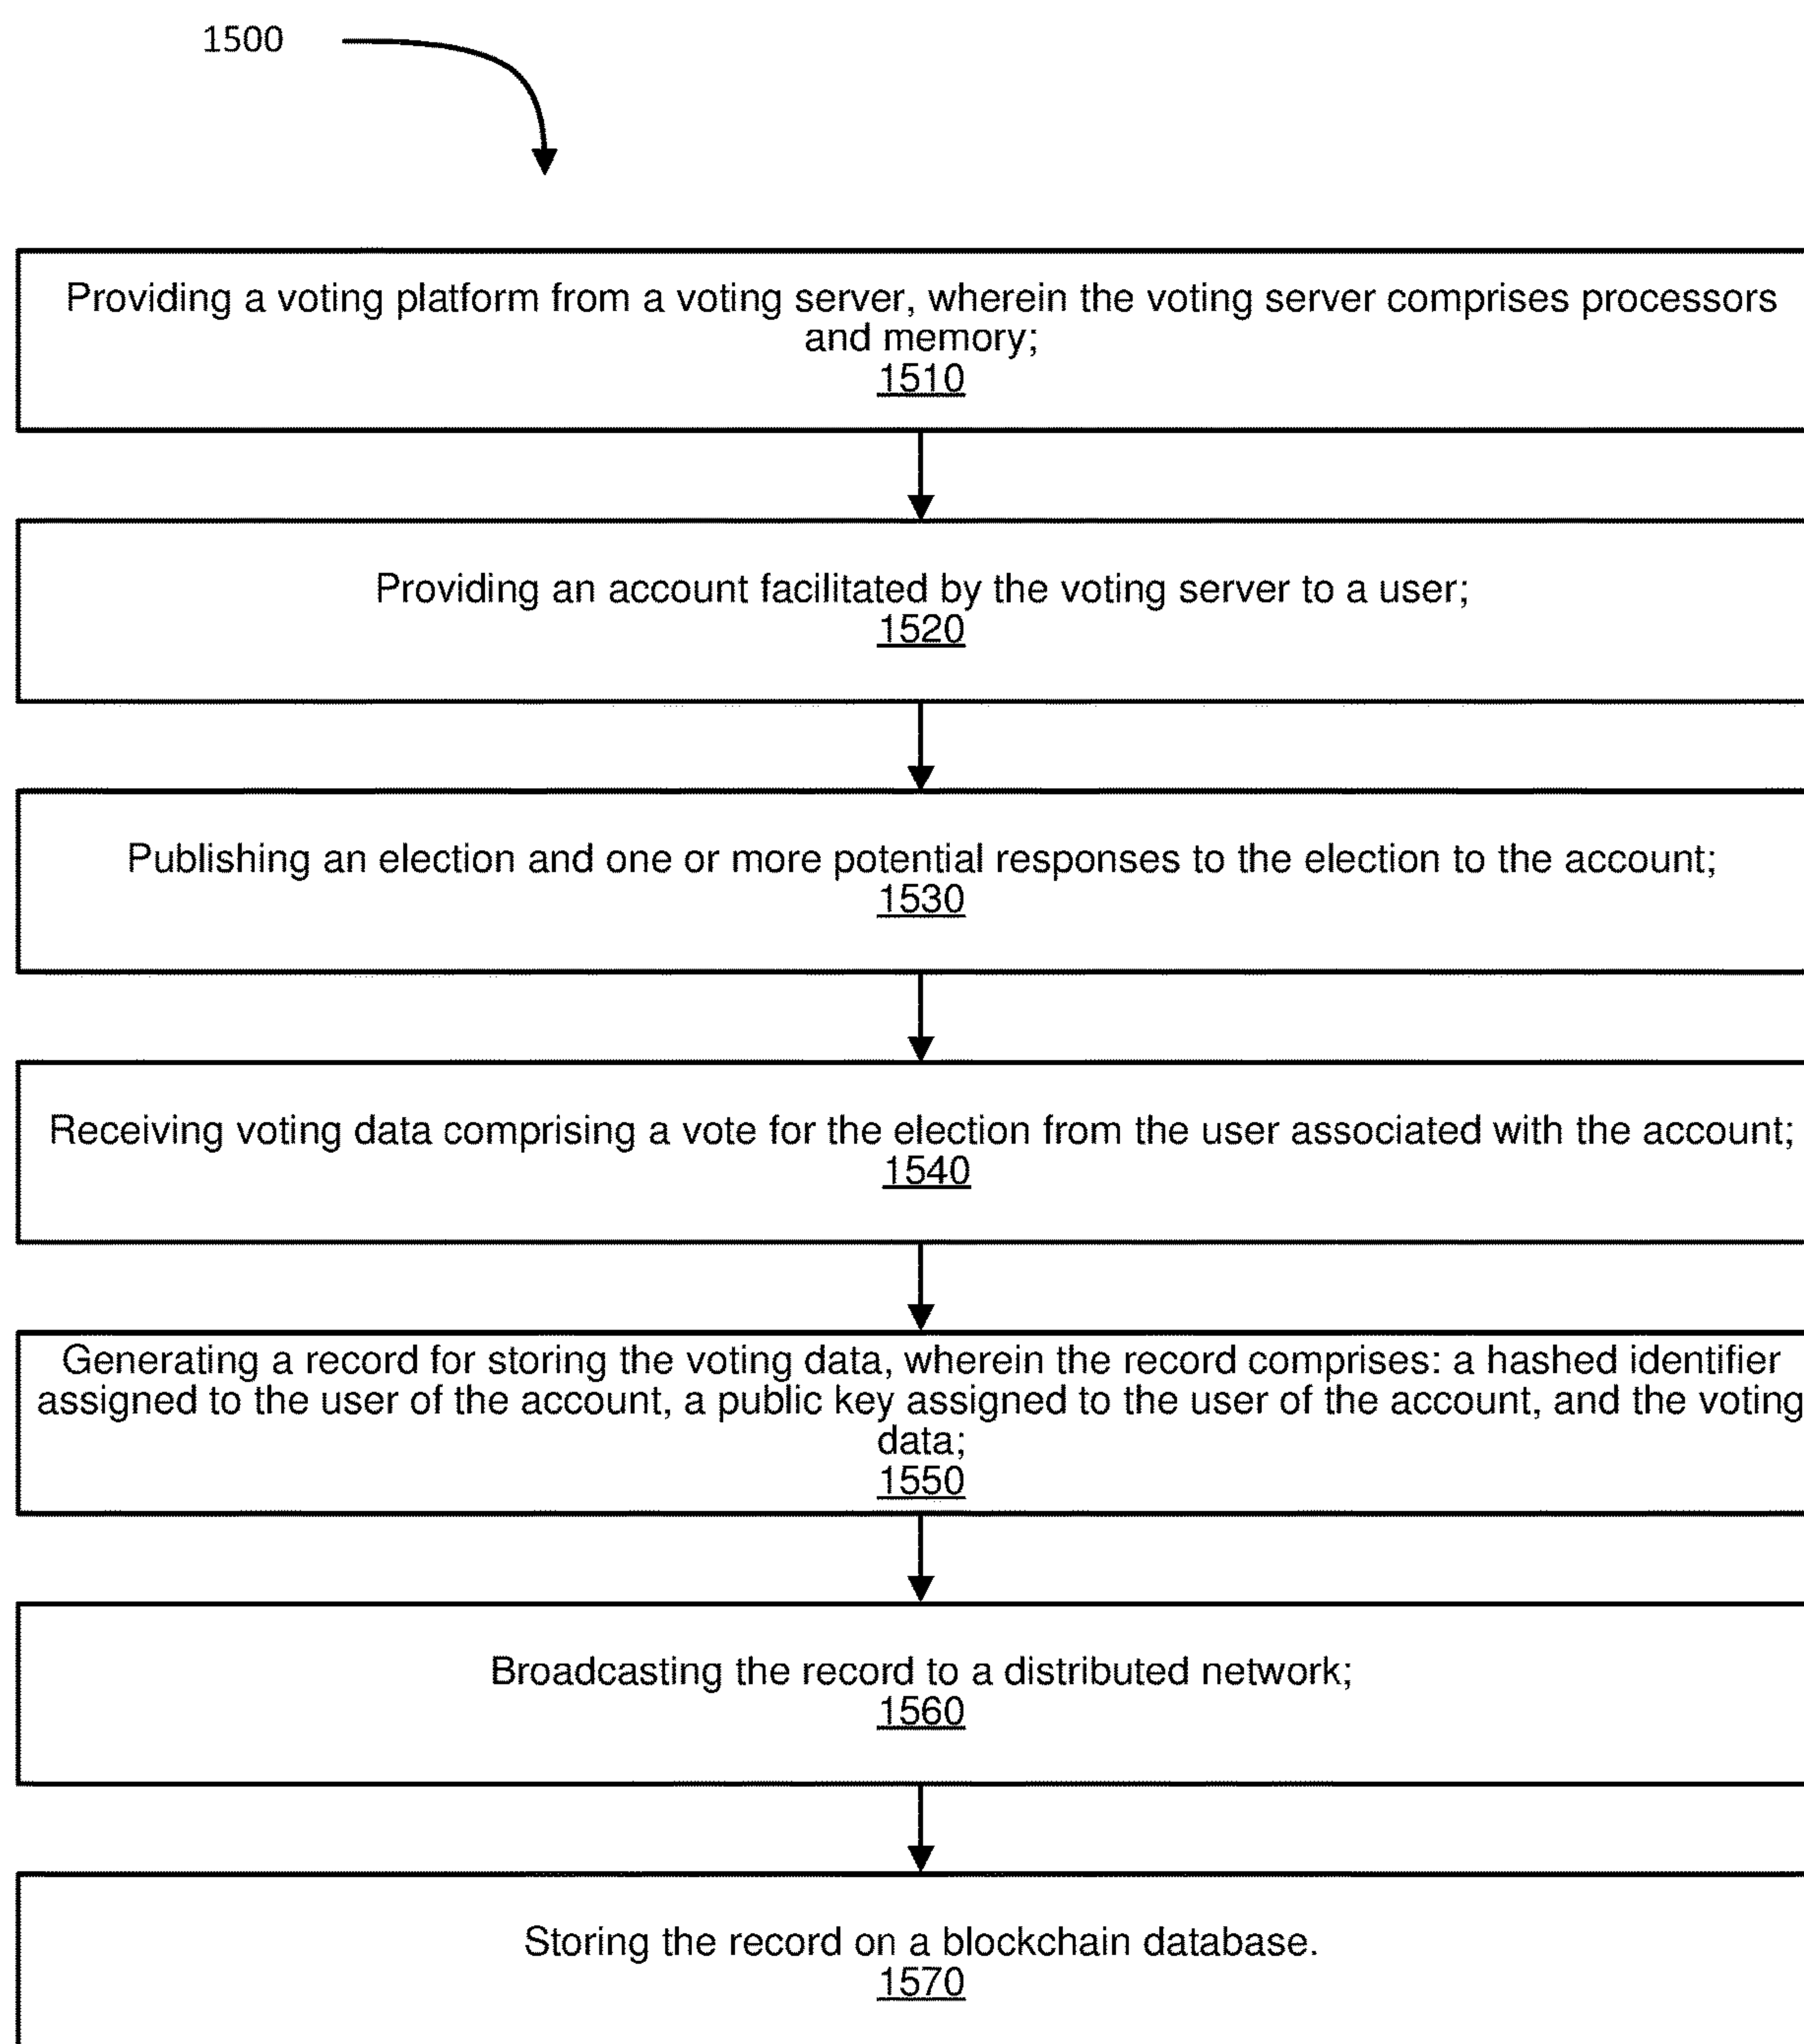 1500
Providing a voting platform from a voting server, wherein the voting server comprises processors
and memory;
1510
Providing an account facilitated by the voting server to a user;
1520
Publishing an election and one or more potential responses to the election to the account;
1530
Receiving voting data comprising a vote for the election from the user associated with the account;
1540
Generating a record for storing the voting data, wherein the record comprises: a hashed identifier
assigned to the user of the account, a public key assigned to the user of the account, and the voting
data;
1550
Broadcasting the record to a distributed network;
1560
Storing the record on a blockchain database.
1570